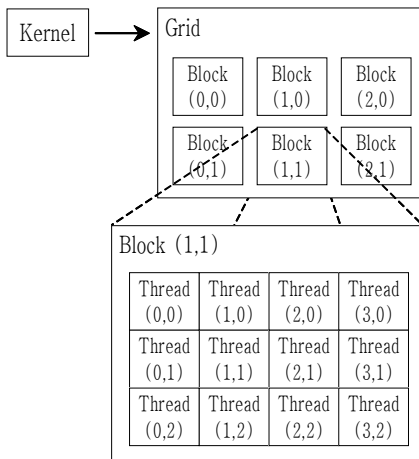 Kernel
Grid
Block Block Block
(0,0) (1,0) (2,0)
Block Block Block
(0,1) (1,1) (2,1)
Block (1,1)
Thread Thread Thread Thread
(0,0) (1,0) (2,0) (3,0)
Thread Thread Thread Thread
(0,1) (1,1) (2,1) (3,1)
Thread Thread Thread Thread
(0,2) (1,2) (2,2) (3,2)